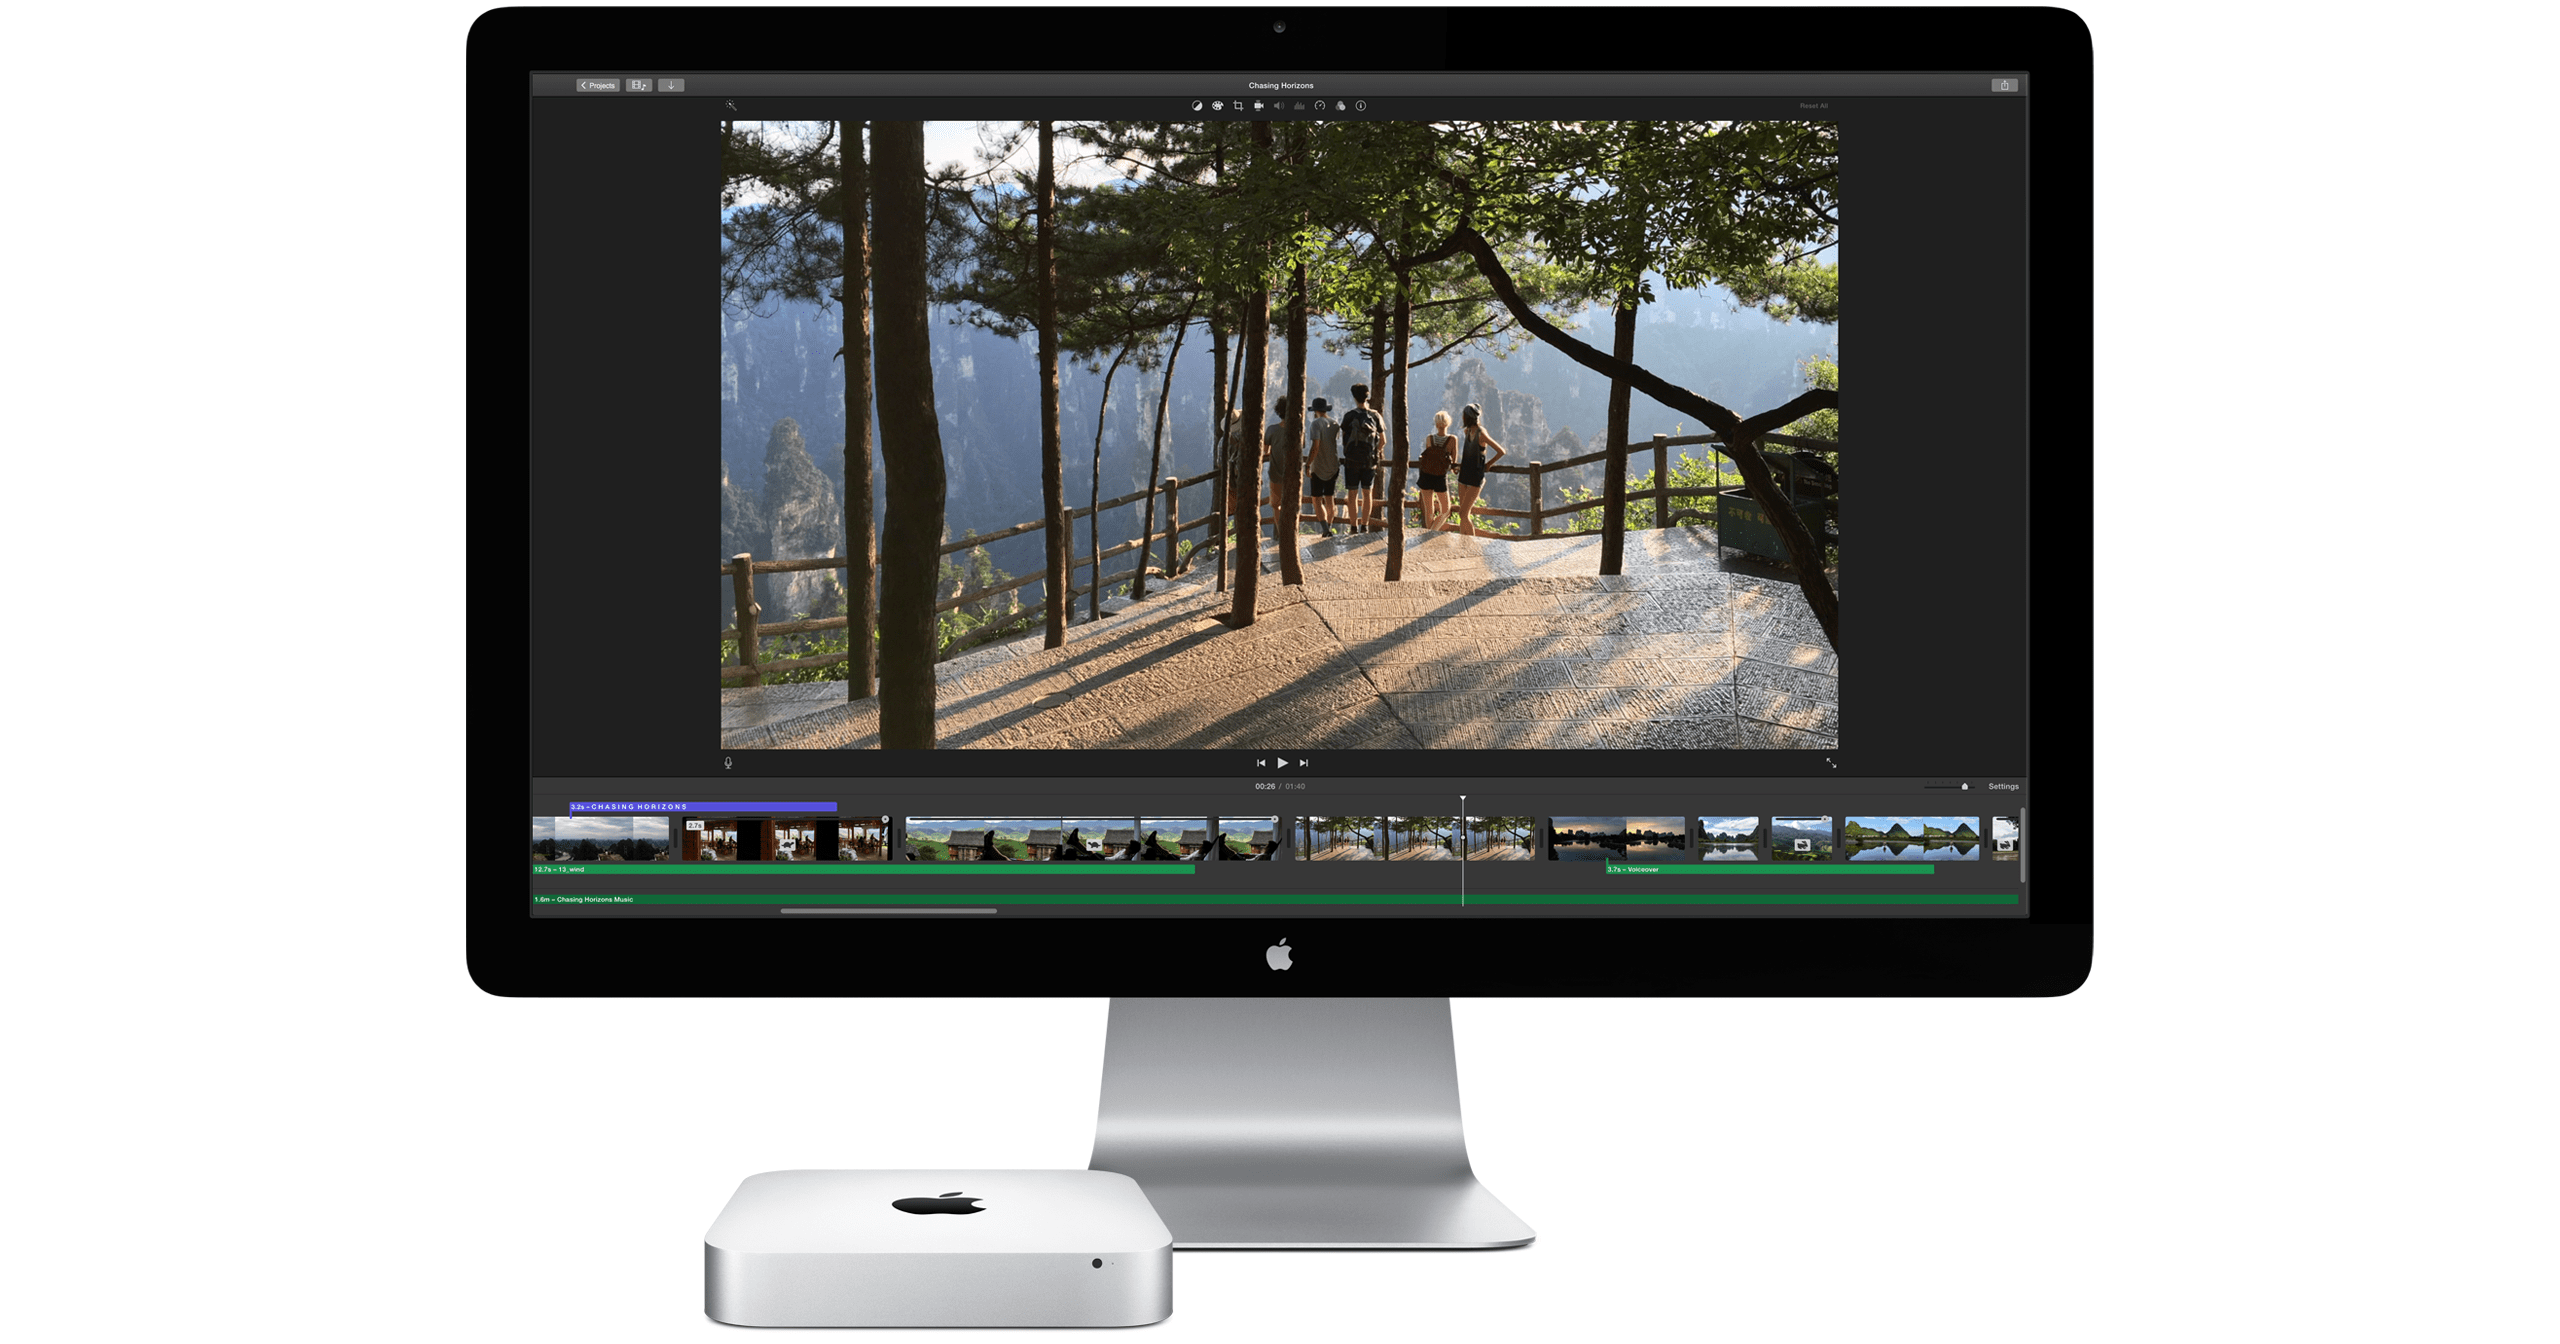 Projects
Chasing Horizons
Reset All
00:26 / 01:40
Settings
3.2s – CHASING HORIZONS
2.7s
12.7s – 13_wind
3.7s – Voiceover
1.6m – Chasing Horizons Music